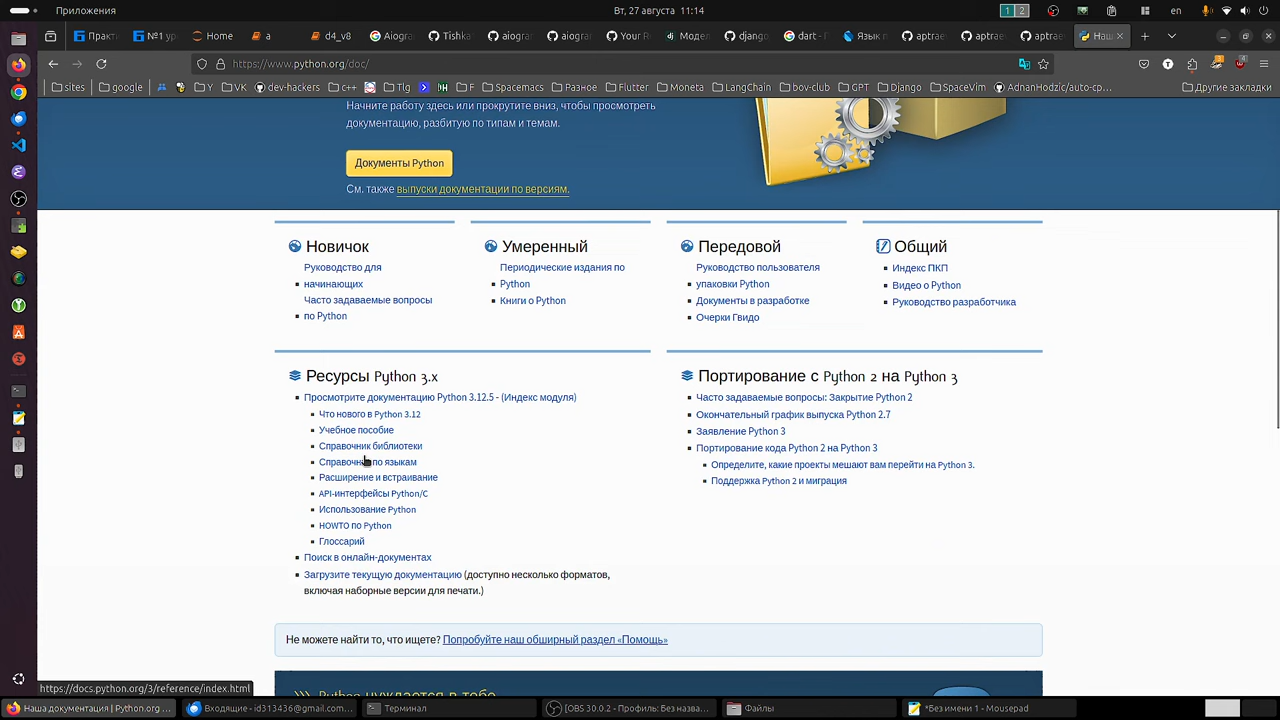 Приложения
Вт, 27 августа 11:14
1 2
en
Практ
№1 ур
Home
a
d4_v8
Aiogra
Tishka
aiogra
aiogra
Your R
Модел
django
dart -
Язык п
aptrae
aptrae
aptrae
Наш
https://www.python.org/doc/
sites
google
VK
dev-hackers
Tlg
F
Spacemacs
Разное
Flutter
Moneta
LangChain
bov-club
GPT
Django
SpaceVim
AdnanHodzic/auto-cp...
Другие закладки
Начните работу здесь или прокрутите вниз, чтобы просмотреть
документацию, разбитую по типам и темам.
Документы Python
См. также выпуски документации по версиям.
Новичок
Руководство для
начинающих
Часто задаваемые вопросы
по Python
Умеренный
Периодические издания по
Python
Книги о Python
Передовой
Руководство пользователя
упаковки Python
Документы в разработке
Очерки Гвидо
Общий
Индекс ПКП
Видео о Python
Руководство разработчика
Ресурсы Python 3.x
Просмотрите документацию Python 3.12.5 - (Индекс модуля)
Что нового в Python 3.12
Учебное пособие
Справочник библиотеки
Справочник по языкам
Расширение и встраивание
API-интерфейсы Python/C
Использование Python
HOWTO по Python
Глоссарий
Поиск в онлайн-документах
Загрузите текущую документацию (доступно несколько форматов,
включая наборные версии для печати.)
Портирование с Python 2 на Python 3
Часто задаваемые вопросы: Закрытие Python 2
Окончательный график выпуска Python 2.7
Заявление Python 3
Портирование кода Python 2 на Python 3
Определите, какие проекты мешают вам перейти на Python 3.
Поддержка Python 2 и миграция
Не можете найти то, что ищете? Попробуйте наш обширный раздел «Помощь»
>>> Python нуждается в тебе
https://docs.python.org/3/reference/index.html
Наша документация | Python.org ...
Входящие - id313436@gmail.com...
Терминал
[OBS 30.0.2 - Профиль: Без назва...
Файлы
*Без имени 1 - Mousepad